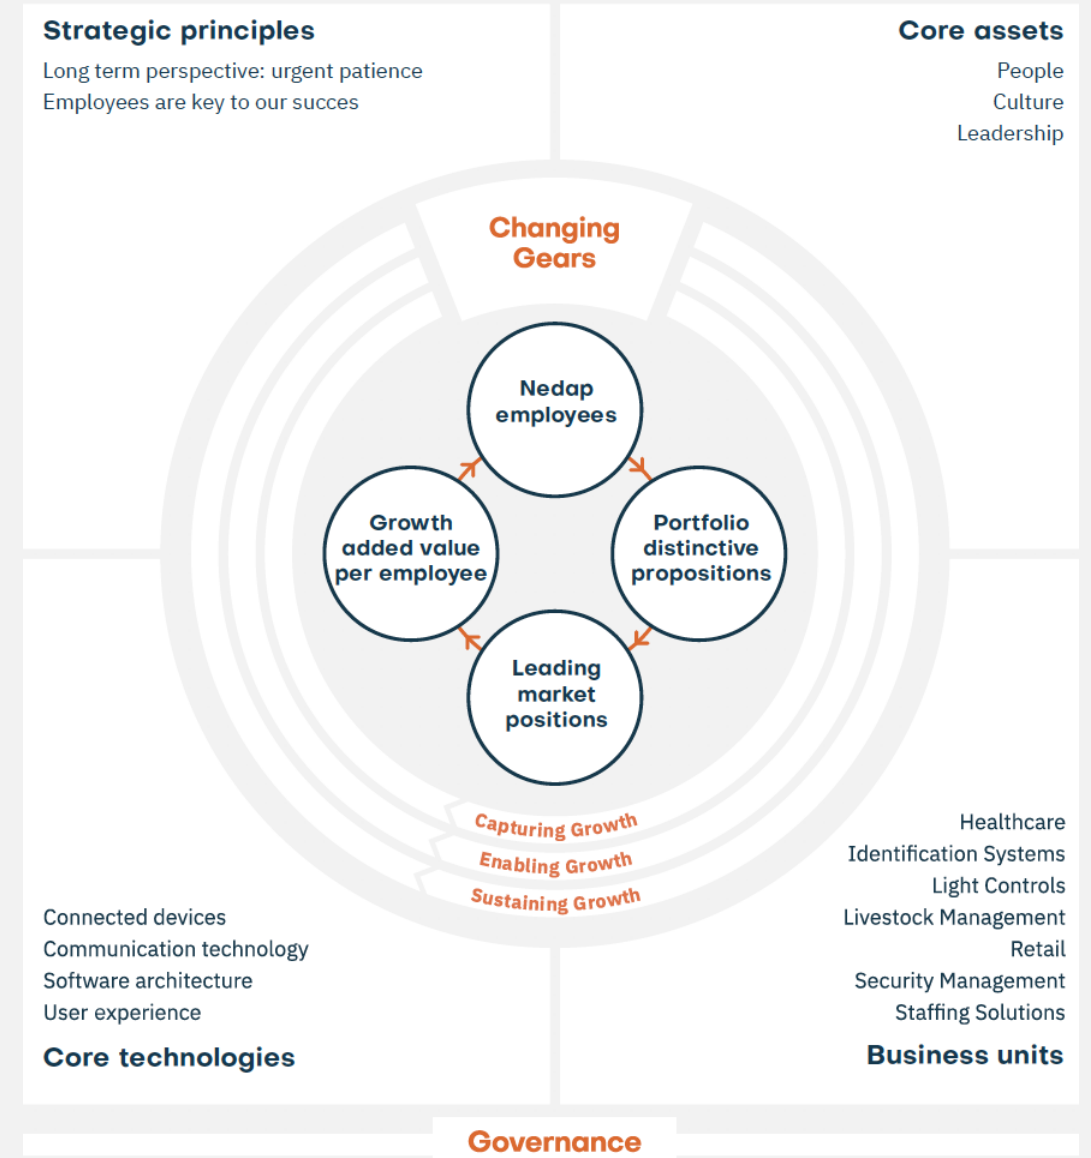 Strategic principles
Long term perspective: urgent patience
Employees are key to our succes
Core assets
People
Culture
Leadership
Changing
Gears
Nedap
employees
Growth
added value
per employee
Portfolio
distinctive
propositions
Leading
market
positions
Capturing Growth
Enabling Growth
Sustaining Growth
Connected devices
Communication technology
Software architecture
User experience
Core technologies
Healthcare
Identification Systems
Light Controls
Livestock Management
Retail
Security Management
Staffing Solutions
Business units
Governance